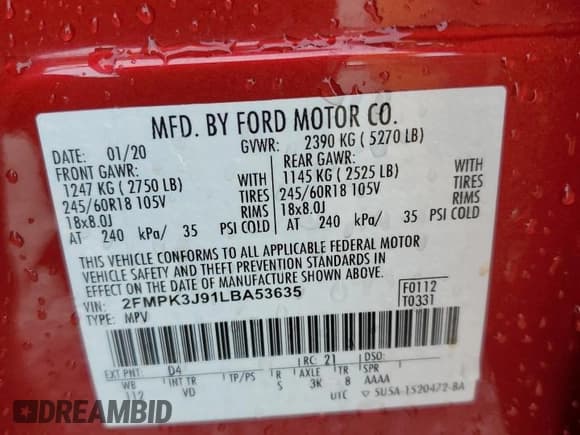 MFD. BY FORD MOTOR CO.
DATE: 01/20 GVWR: 2390 KG ( 5270 LB)
FRONT GAWR: REAR GAWR:
1247 KG ( 2750 LB) WITH 1145 KG ( 2525 LB) WITH
245/60R18 105V TIRES 245/60R18 105V TIRES
18x8.0J RIMS 18x8.0J RIMS
AT 240 kPa/ 35 PSI COLD AT 240 kPa/ 35 PSI COLD
THIS VEHICLE CONFORMS TO ALL APPLICABLE FEDERAL MOTOR
VEHICLE SAFETY AND THEFT PREVENTION STANDARDS IN
EFFECT ON THE DATE OF MANUFACTURE SHOWN ABOVE.
VIN: 2FMPK3J91LBA53635 F0112
TYPE: MPV T0331
EXT PNT: D4 RC: 21 DSO:
WB INT TR TP/PS R AXLE TR SPR
112 VD S 3K 8 AAAA
UTC 5U5A-1520472-BA
DREAMBID